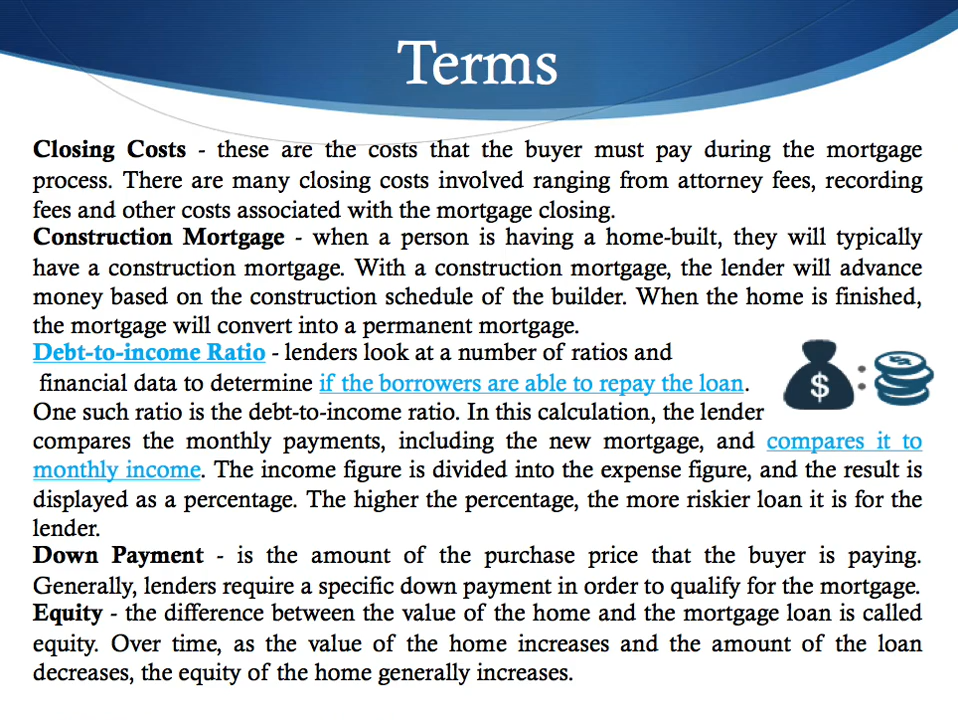 Terms
Closing Costs - these are the costs that the buyer must pay during the mortgage
process. There are many closing costs involved ranging from attorney fees, recording
fees and other costs associated with the mortgage closing.
Construction Mortgage - when a person is having a home-built, they will typically
have a construction mortgage. With a construction mortgage, the lender will advance
money based on the construction schedule of the builder. When the home is finished,
the mortgage will convert into a permanent mortgage.
Debt-to-income Ratio - lenders look at a number of ratios and
financial data to determine if the borrowers are able to repay the loan.
$ :
One such ratio is the debt-to-income ratio. In this calculation, the lender
compares the monthly payments, including the new mortgage, and compares it to
monthly income. The income figure is divided into the expense figure, and the result is
displayed as a percentage. The higher the percentage, the more riskier loan it is for the
lender.
Down Payment - is the amount of the purchase price that the buyer is paying.
Generally, lenders require a specific down payment in order to qualify for the mortgage.
Equity - the difference between the value of the home and the mortgage loan is called
equity. Over time, as the value of the home increases and the amount of the loan
decreases, the equity of the home generally increases.